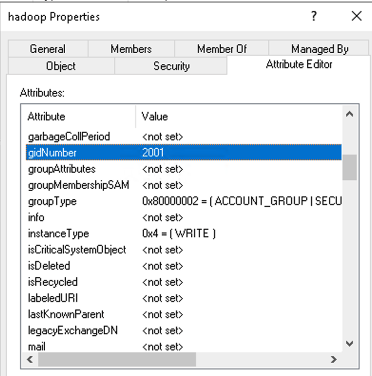 hadoop Properties ? ×
General Members Member Of Managed By
Object Security Attribute Editor
Attributes:
Attribute Value
garbageCollPeriod <not set>
gidNumber 2001
groupAttributes <not set>
groupMembershipSAM <not set>
groupType 0x80000002 = ( ACCOUNT_GROUP | SECU
info <not set>
instanceType 0x4 = ( WRITE )
isCriticalSystemObject <not set>
isDeleted <not set>
isRecycled <not set>
labeledURI <not set>
lastKnownParent <not set>
legacyExchangeDN <not set>
mail <not set>